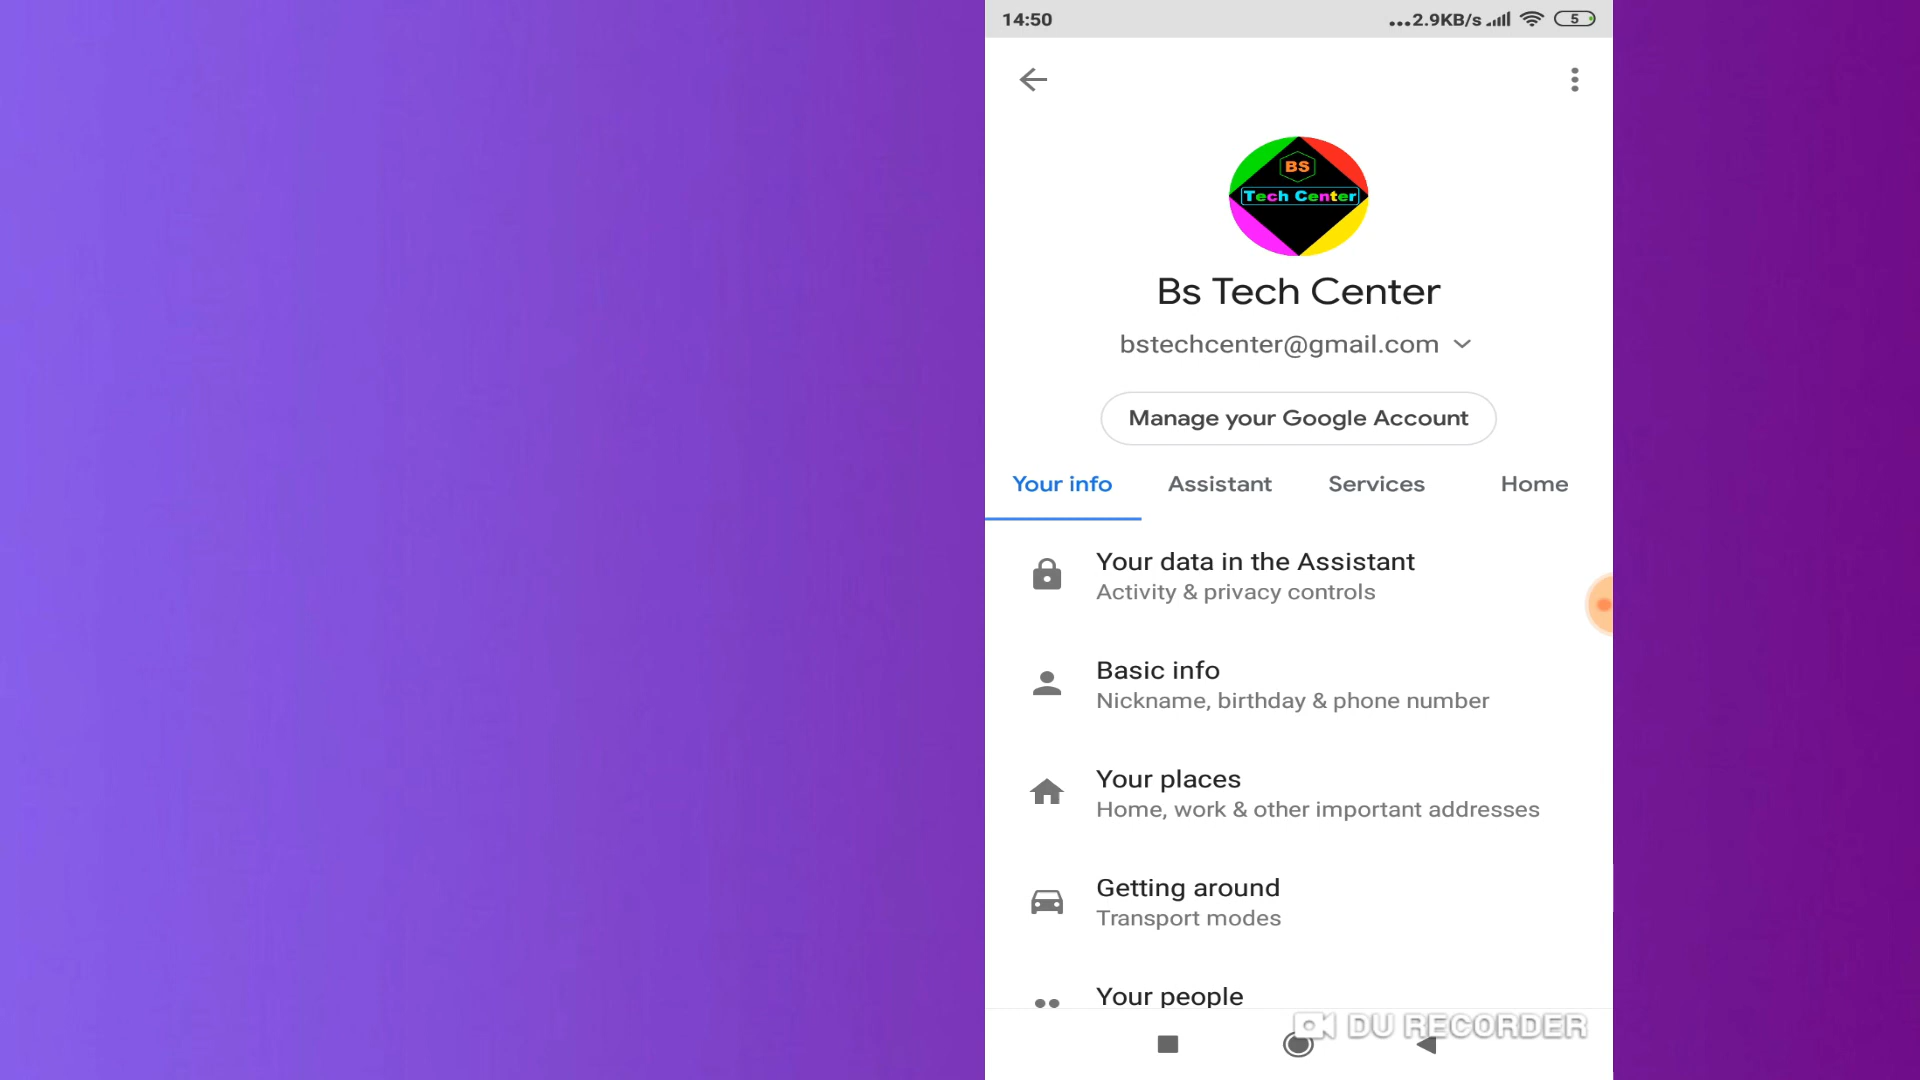 14:50
...2.9KB/s
5
BS
Tech Center
Bs Tech Center
bstechcenter@gmail.com
Manage your Google Account
Your info Assistant Services Home
Your data in the Assistant
Activity & privacy controls
Basic info
Nickname, birthday & phone number
Your places
Home, work & other important addresses
Getting around
Transport modes
Your people
DU RECORDER